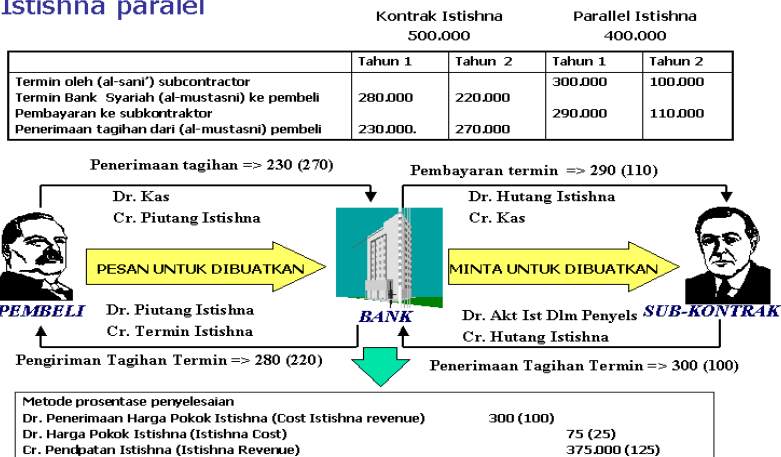 Istishna paralel
Kontrak Istishna Parallel Istishna
500.000 400.000
Tahun 1 Tahun 2 Tahun 1 Tahun 2
Termin oleh (al-sani’) subcontractor 300.000 100.000
Termin Bank Syariah (al-mustasni) ke pembeli 280.000 220.000
Pembayaran ke subkontraktor 290.000 110.000
Penerimaan tagihan dari (al-mustasni) pembeli 230.000. 270.000
Penerimaan tagihan => 230 (270) Pembayaran termin => 290 (110)
Dr. Kas Dr. Hutang Istishna
Cr. Piutang Istishna Cr. Kas
PESAN UNTUK DIBUATKAN MINTA UNTUK DIBUATKAN
PEMBELI BANK SUB-KONTRAK
Dr. Piutang Istishna Dr. Akt Ist Dlm Penyels
Cr. Termin Istishna Cr. Hutang Istishna
Pengiriman Tagihan Termin => 280 (220) Penerimaan Tagihan Termin => 300 (100)
Metode prosentase penyelesaian
Dr. Penerimaan Harga Pokok Istishna (Cost Istishna revenue) 300 (100)
Dr. Harga Pokok Istishna (Istishna Cost) 75 (25)
Cr. Pendpatan Istishna (Istishna Revenue) 375.000 (125)